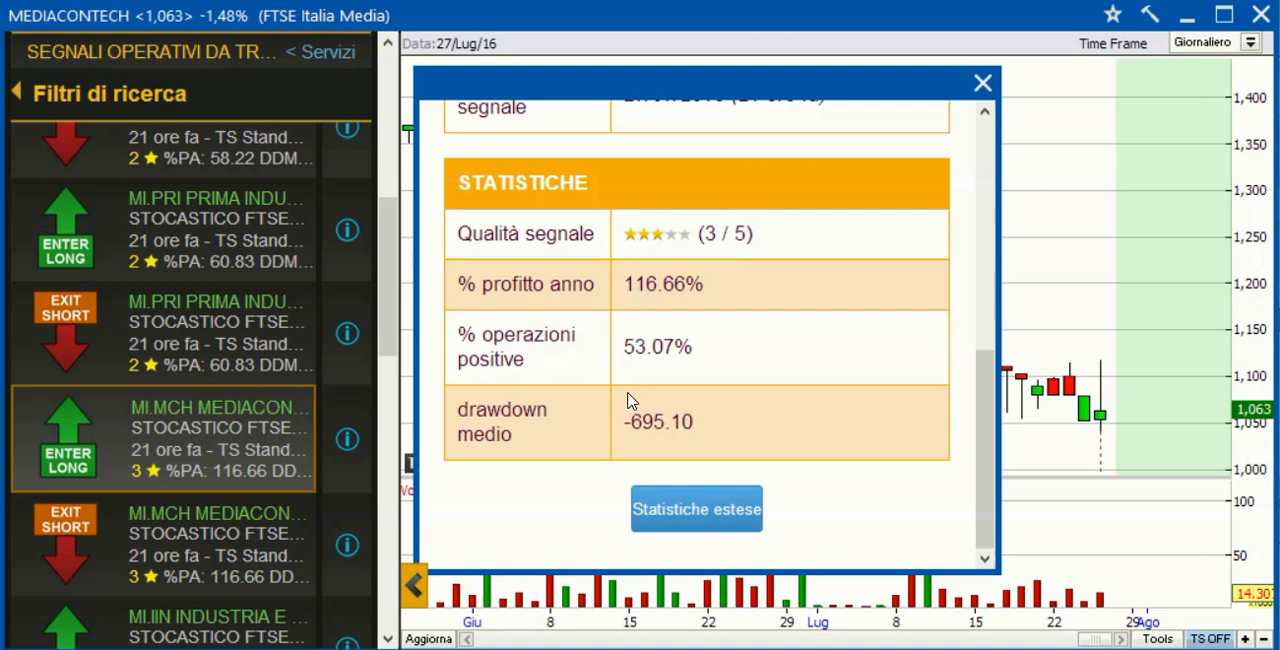 MEDIACONTECH <1,063> -1,48% (FTSE Italia Media)
SEGNALI OPERATIVI DA TR... < Servizi
Filtri di ricerca
21 ore fa - TS Stand...
2 ★ %PA: 58.22 DDM...
MI.PRI PRIMA INDU...
STOCASTICO FTSE...
21 ore fa - TS Stand...
2 ★ %PA: 60.83 DDM...
ENTER
LONG
MI.PRI PRIMA INDU...
STOCASTICO FTSE...
21 ore fa - TS Stand...
2 ★ %PA: 60.83 DDM...
EXIT
SHORT
MI.MCH MEDIACON...
STOCASTICO FTSE...
21 ore fa - TS Stand...
3 ★ %PA: 116.66 DD...
ENTER
LONG
MI.MCH MEDIACON...
STOCASTICO FTSE...
21 ore fa - TS Stand...
3 ★ %PA: 116.66 DD...
EXIT
SHORT
MI.IIN INDUSTRIA E ...
STOCASTICO FTSE...
Data:27/Lug/16
Time Frame Giornaliero
segnale
STATISTICHE
Qualità segnale ★★★★★ (3 / 5)
% profitto anno 116.66%
% operazioni
positive
53.07%
drawdown
medio
-695.10
Statistiche estese
1,400
1,350
1,300
1,250
1,200
1,150
1,100
1,063
1,050
1,000
100
50
14.307
Giu 8 15 22 29 Lug 8 15 22 29 Ago
Aggiorna
Tools TS OFF + -